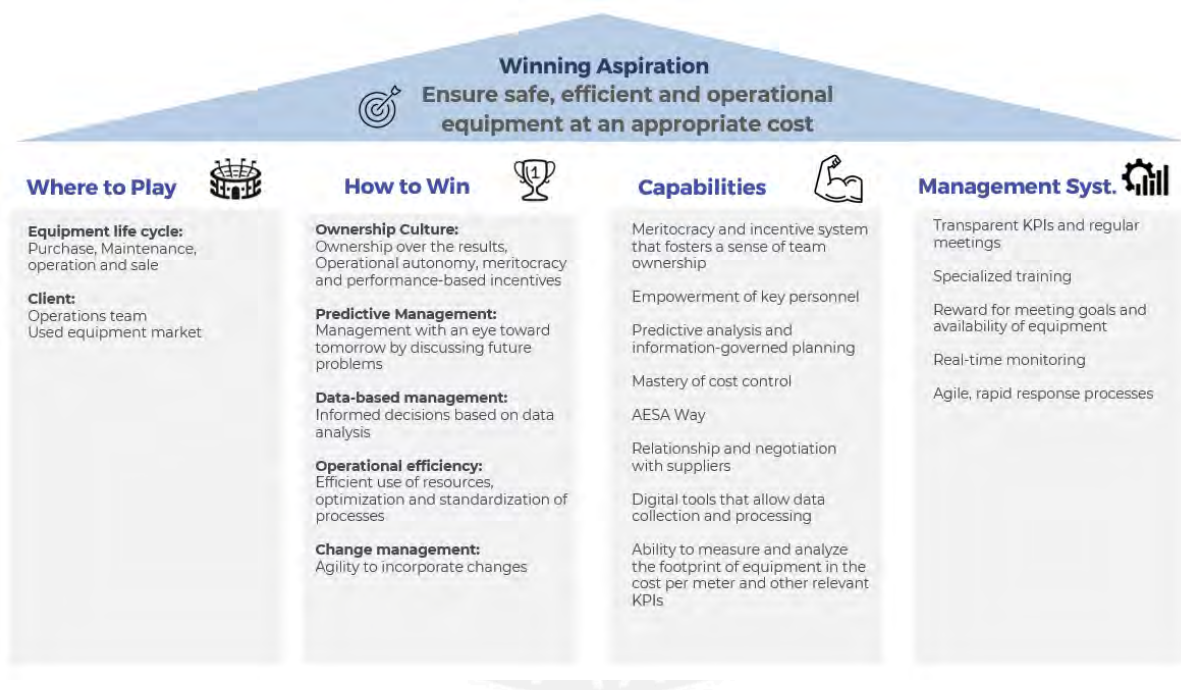 Winning Aspiration
Ensure safe, efficient and operational
equipment at an appropriate cost
Where to Play
Equipment life cycle:
Purchase, Maintenance,
operation and sale
Client:
Operations team
Used equipment market
How to Win
1
Ownership Culture:
Ownership over the results,
Operational autonomy, meritocracy
and performance-based incentives
Predictive Management:
Management with an eye toward
tomorrow by discussing future
problems
Data-based management:
Informed decisions based on data
analysis
Operational efficiency:
Efficient use of resources,
optimization and standardization of
processes
Change management:
Agility to incorporate changes
Capabilities
Meritocracy and incentive system
that fosters a sense of team
ownership
Empowerment of key personnel
Predictive analysis and
information-governed planning
Mastery of cost control
AESA Way
Relationship and negotiation
with suppliers
Digital tools that allow data
collection and processing
Ability to measure and analyze
the footprint of equipment in the
cost per meter and other relevant
KPIs
Management Syst.
Transparent KPIs and regular
meetings
Specialized training
Reward for meeting goals and
availability of equipment
Real-time monitoring
Agile, rapid response processes